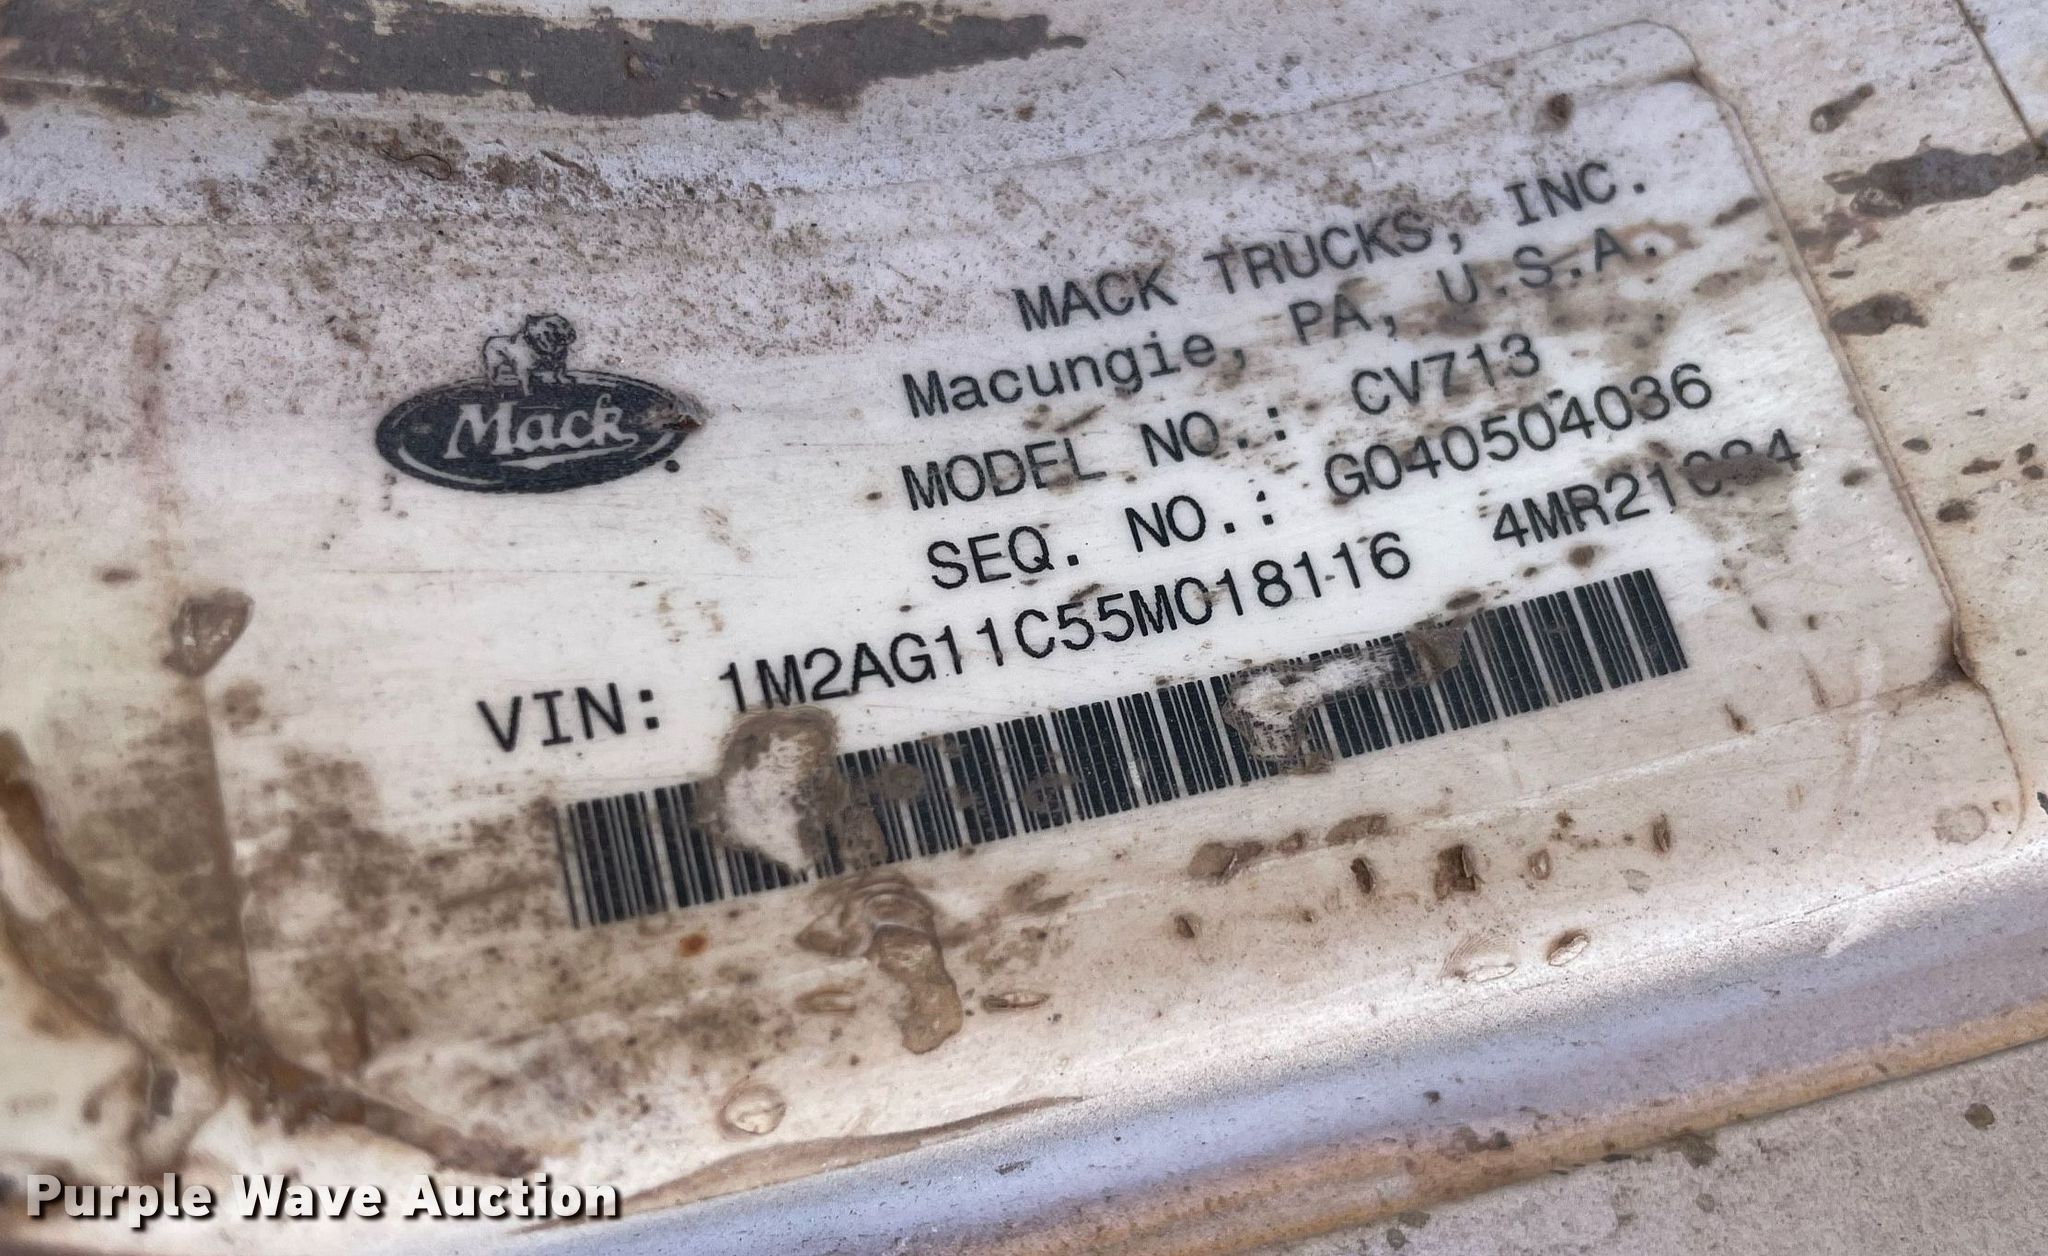 Mack
MACK TRUCKS, INC.
Macungie, PA, U.S.A.
MODEL NO.: CV713
SEQ. NO.: G040504036
VIN: 1M2AG11C55M018116
Purple Wave Auction